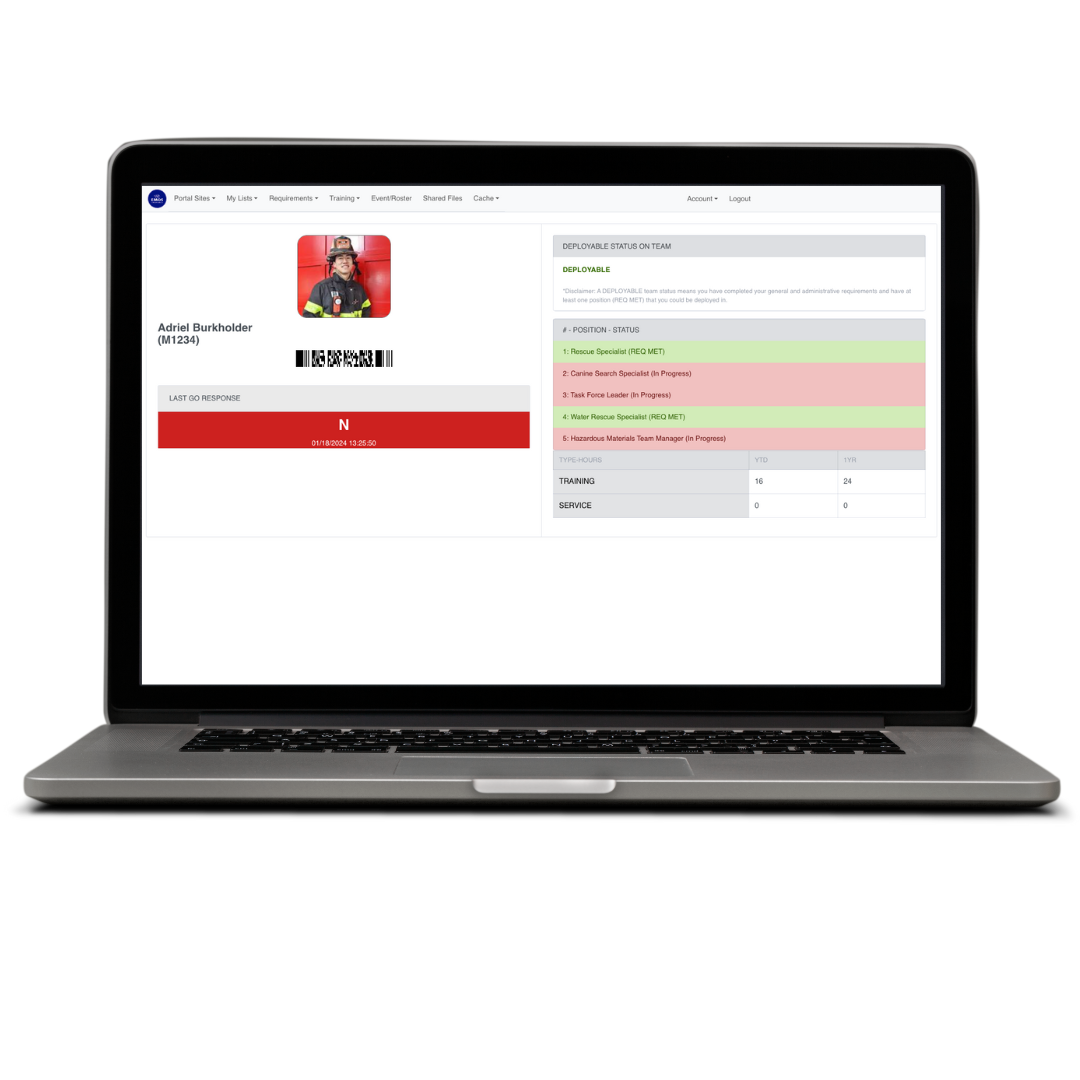 Portal Sites My Lists Requirements Training Event/Roster Shared Files Cache Account Logout
Adriel Burkholder
(M1234)
LAST GO RESPONSE
N
01/18/2024 13:25:50
DEPLOYABLE STATUS ON TEAM
DEPLOYABLE
*Disclaimer: A DEPLOYABLE team status means you have completed your general and administrative requirements and have at
least one position (REQ MET) that you could be deployed in.
# - POSITION - STATUS
1: Rescue Specialist (REQ MET)
2: Canine Search Specialist (In Progress)
3: Task Force Leader (In Progress)
4: Water Rescue Specialist (REQ MET)
5: Hazardous Materials Team Manager (In Progress)
TYPE-HOURS YTD 1YR
TRAINING 16 24
SERVICE 0 0